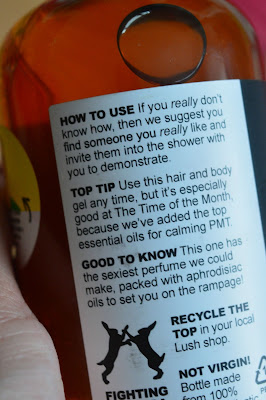 HOW TO USE If you really don't
know how, then we suggest you
find someone you really like and
invite them into the shower with
you to demonstrate.
TOP TIP Use this hair and body
gel any time, but it's especially
good at The Time of the Month,
because we've added the top
essential oils for calming PMT.
GOOD TO KNOW This one has
the sexiest perfume we could
make, packed with aphrodisiac
oils to set you on the rampage!
RECYCLE THE
TOP in your local
Lush shop.
NOT VIRGIN!
Bottle made
from 100%
FIGHTING